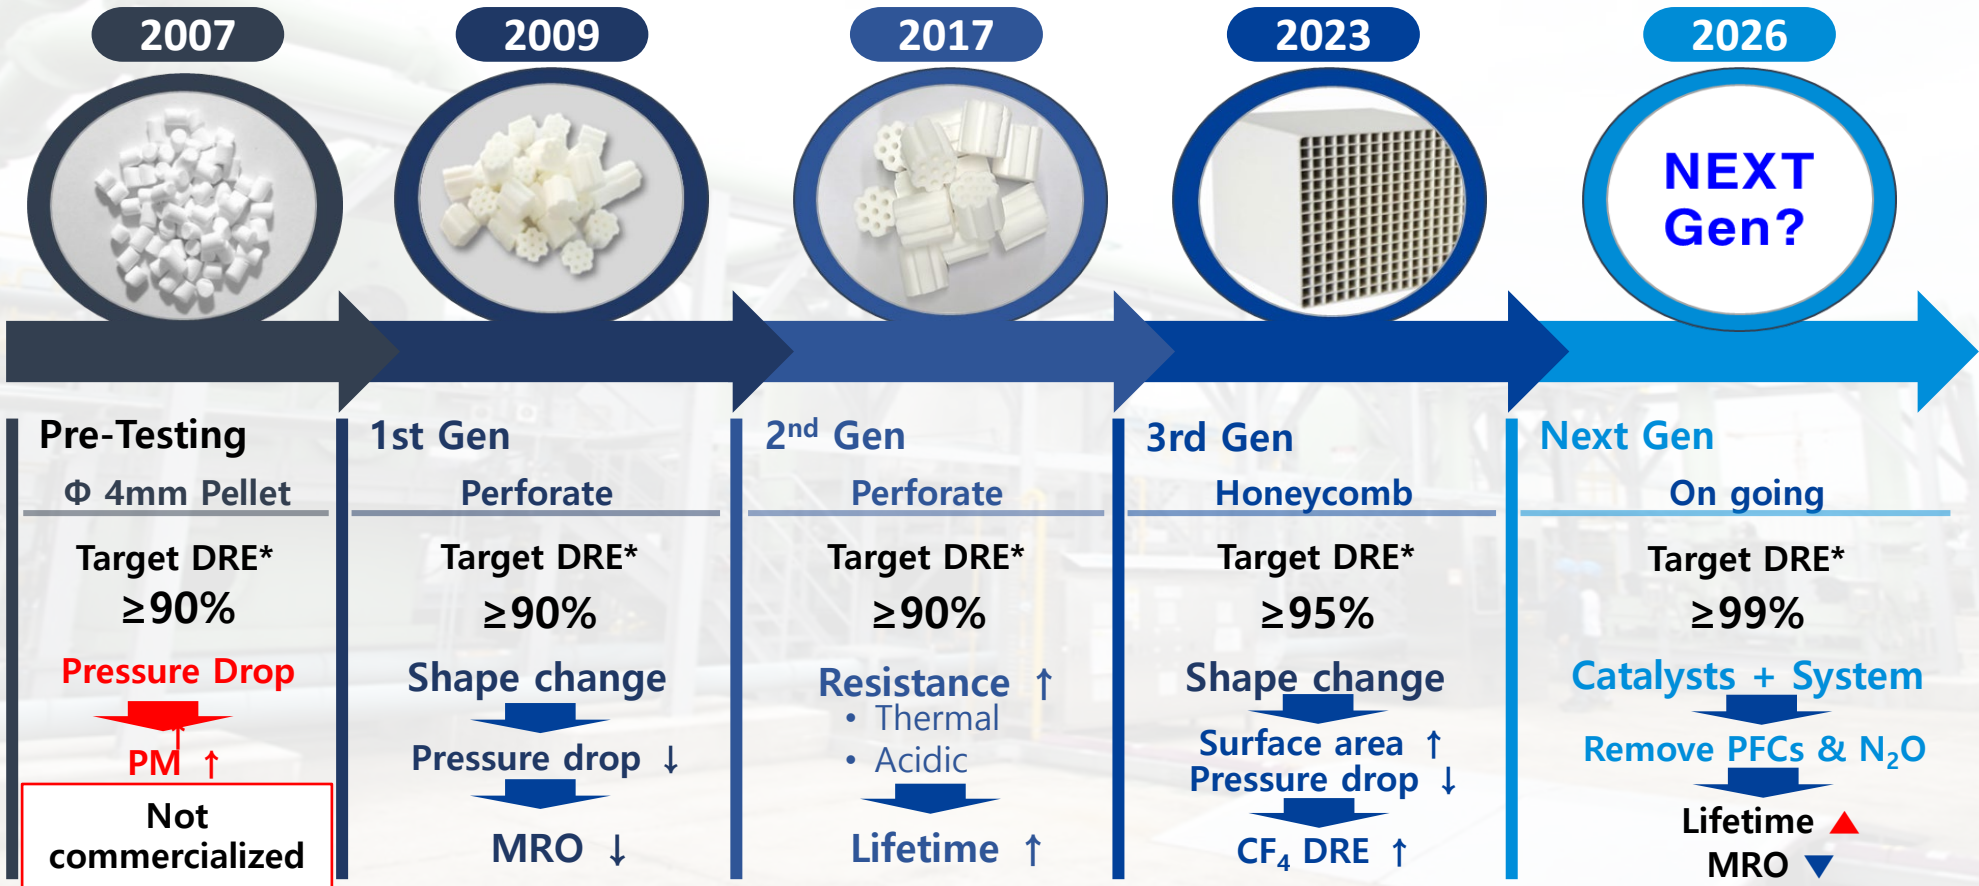 2007
2009
2017
2023
2026
NEXT
Gen?
Pre-Testing
Φ 4mm Pellet
Target DRE*
≥90%
Pressure Drop
↑
PM ↑
Not
commercialized
1st Gen
Perforate
Target DRE*
≥90%
Shape change
Pressure drop ↓
MRO ↓
2nd Gen
Perforate
Target DRE*
≥90%
Resistance ↑
• Thermal
• Acidic
Lifetime ↑
3rd Gen
Honeycomb
Target DRE*
≥95%
Shape change
Surface area ↑
Pressure drop ↓
CF₄ DRE ↑
Next Gen
On going
Target DRE*
≥99%
Catalysts + System
Remove PFCs & N₂O
Lifetime ▲
MRO ▼